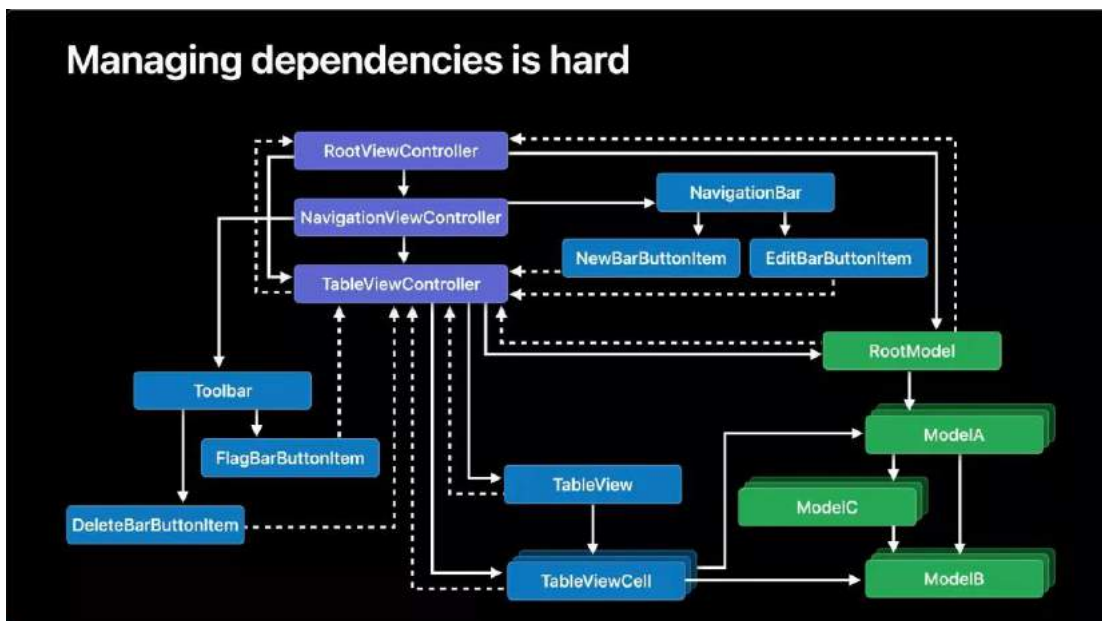 Managing dependencies is hard
RootViewController
NavigationBar
NavigationViewController
NewBarButtonItem
EditBarButtonItem
TableViewController
RootModel
Toolbar
ModelA
FlagBarButtonItem
TableView
ModelC
DeleteBarButtonItem
TableViewCell
ModelB